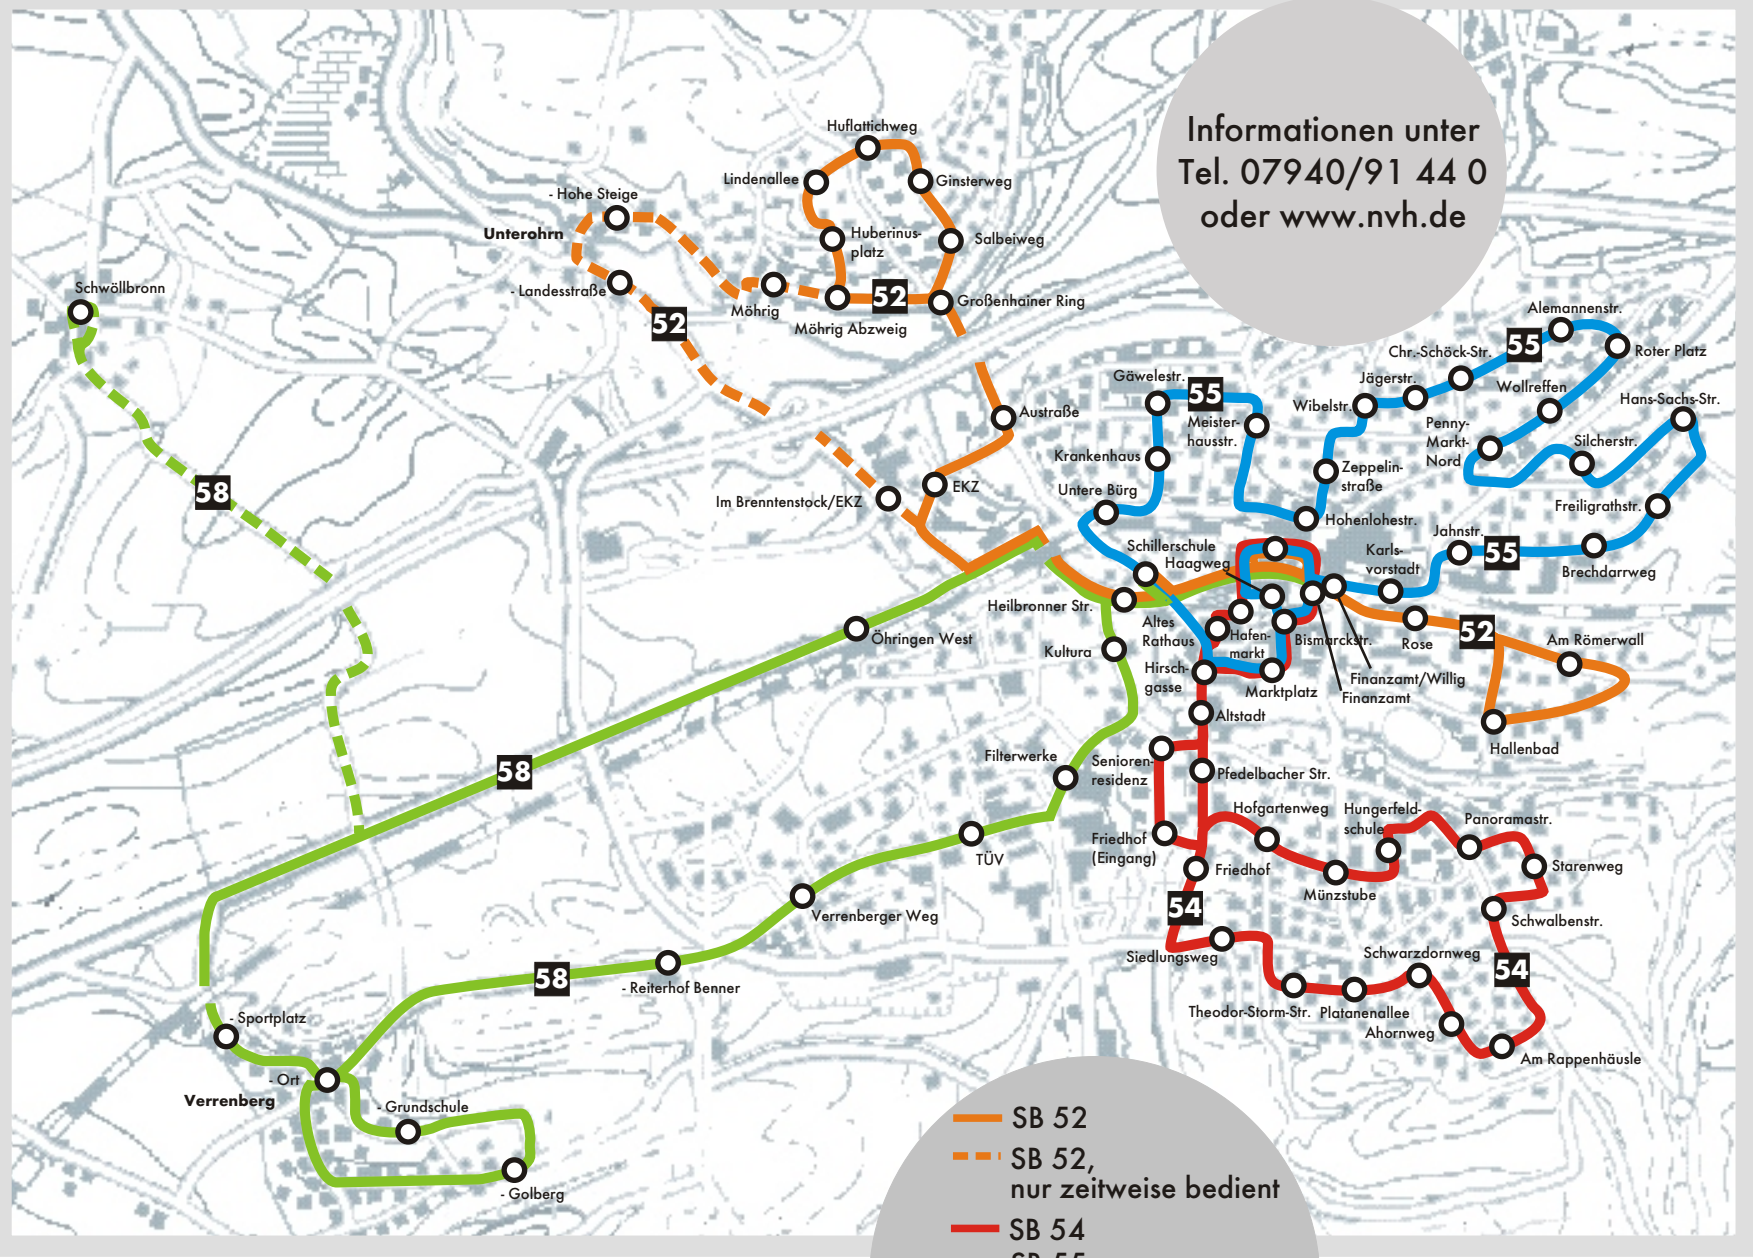 Informationen unter
Tel. 07940/91 44 0
oder www.nvh.de
Huflattichweg
Lindenallee
Ginsterweg
- Hohe Steige
Unterohrn
Huberinus-
platz
Salbeiweg
- Landesstraße
Schwöllbronn
Möhrig
52
Großenhainer Ring
Möhrig Abzweig
52
Alemannenstr.
55
Roter Platz
Chr.-Schöck-Str.
Jägerstr.
Wollreffen
Hans-Sachs-Str.
Gäwelestr.
55
Wibelstr.
Austraße
Meister-
hausstr.
Penny-
Markt-
Nord
Silcherstr.
Krankenhaus
Zeppelin-
straße
58
Im Brenntenstock/EKZ
EKZ
Untere Bürg
Freiligrathstr.
Hohenlohestr.
Jahnstr.
55
Brechdarrweg
Schillerschule
Haagweg
Karls-
vorstadt
Heilbronner Str.
Altes
Rathaus
Hafen-
markt
Bismarckstr.
Rose
52
Am Römerwall
Öhringen West
Kultura
Hirsch-
gasse
Marktplatz
Finanzamt/Willig
Finanzamt
Altstadt
Hallenbad
58
Filterwerke
Senioren-
residenz
Pfedelbacher Str.
Hofgartenweg
Hungerfeld-
schule
Panoramastr.
TÜV
Friedhof
(Eingang)
Friedhof
Münzstube
Starenweg
Verrenberger Weg
54
Schwalbenstr.
Siedlungsweg
Schwarzdornweg
54
58
- Reiterhof Benner
Theodor-Storm-Str.
Platanenallee
Ahornweg
Am Rappenhäusle
- Sportplatz
- Ort
Verrenberg
- Grundschule
- Golberg
SB 52
SB 52,
nur zeitweise bedient
SB 54
SB 55